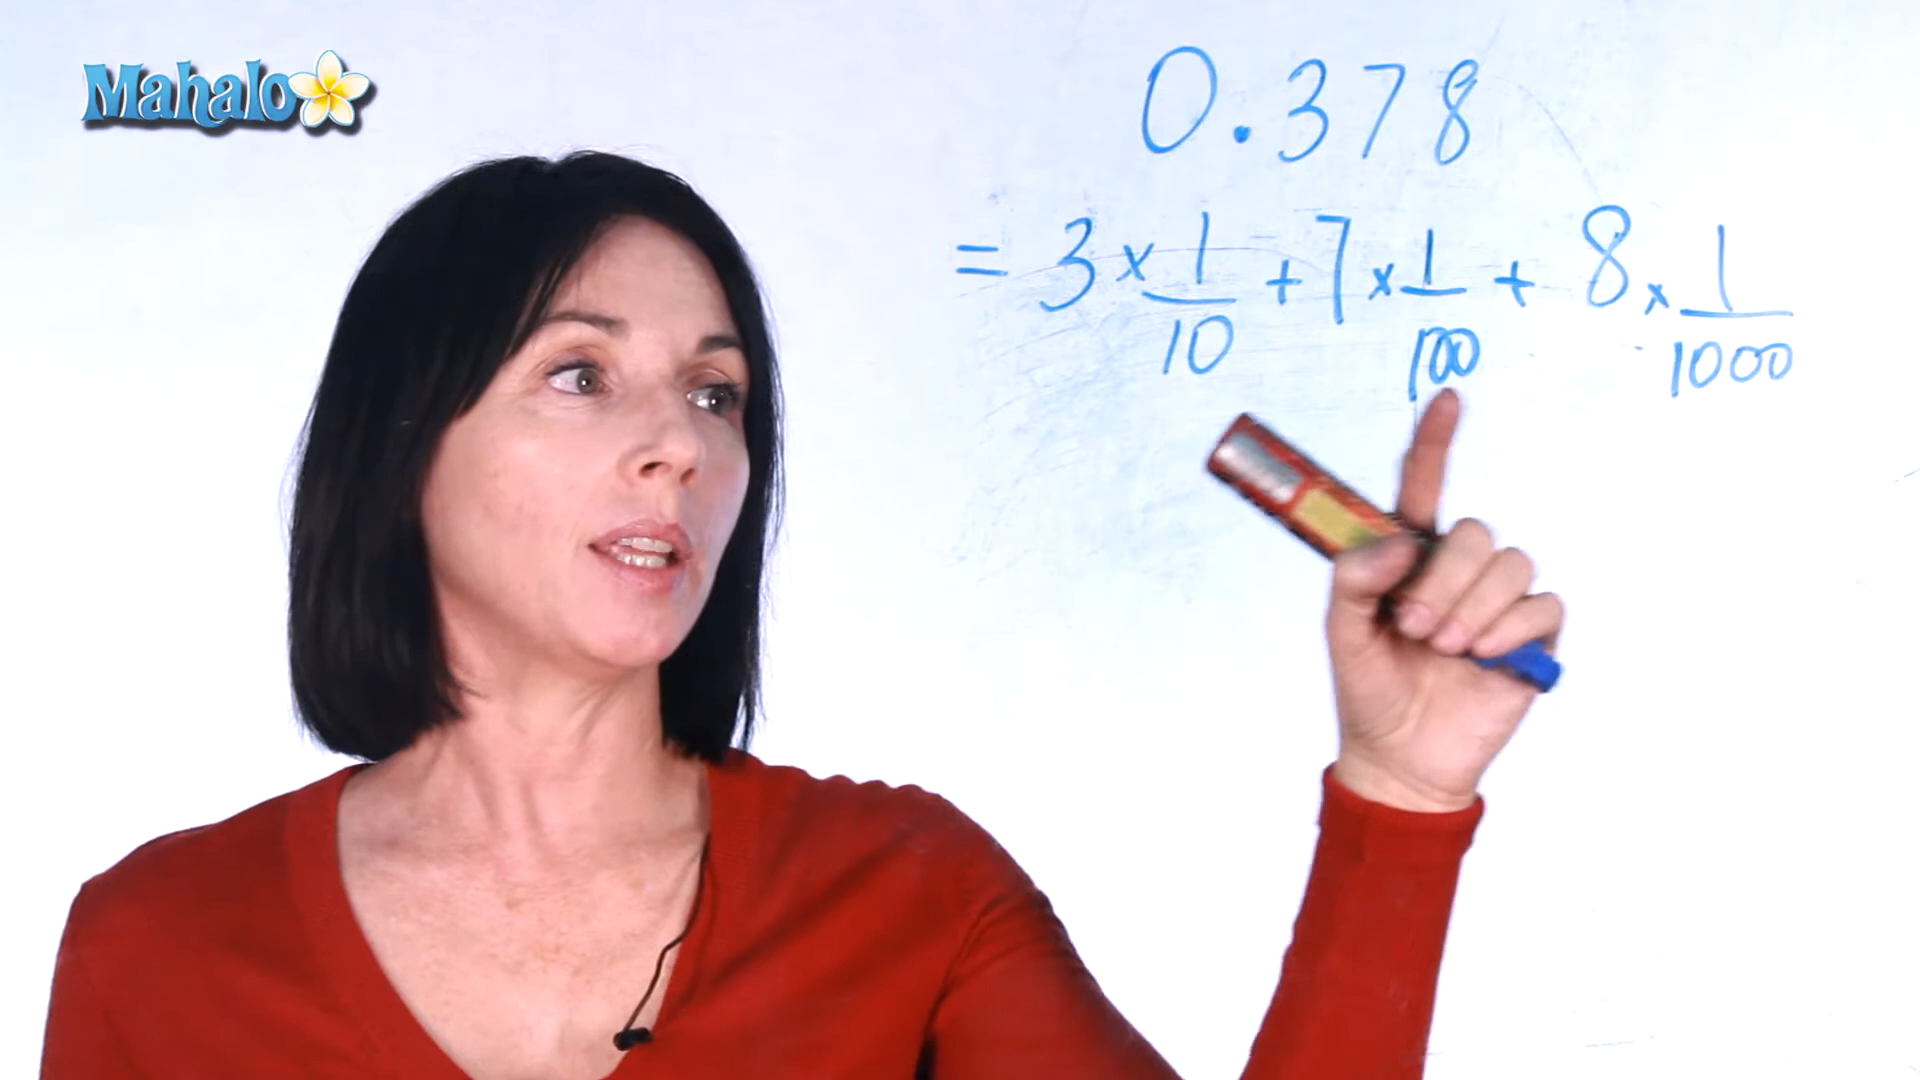 Mahalo
0.378
= 3 × 1/10 + 7 × 1/100 + 8 × 1/1000